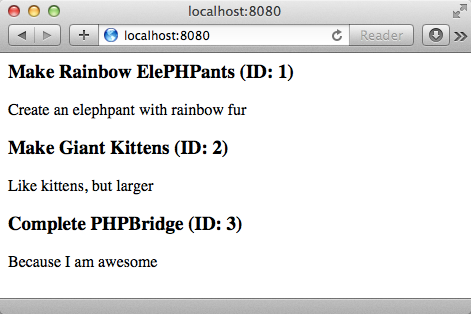 localhost:8080
localhost:8080
Reader
Make Rainbow ElePHPants (ID: 1)
Create an elephpant with rainbow fur
Make Giant Kittens (ID: 2)
Like kittens, but larger
Complete PHPBridge (ID: 3)
Because I am awesome